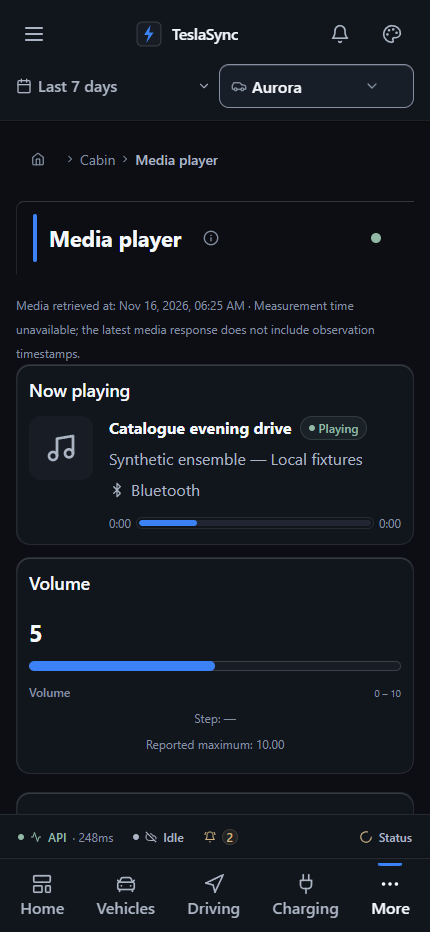 TeslaSync
Last 7 days
Aurora
Cabin
Media player
Media player
Media retrieved at: Nov 16, 2026, 06:25 AM · Measurement time
unavailable; the latest media response does not include observation
timestamps.
Now playing
Catalogue evening drive
Playing
Synthetic ensemble — Local fixtures
Bluetooth
0:00
0:00
Volume
5
Volume
0 – 10
Step: —
Reported maximum: 10.00
API · 248ms
Idle
2
Status
Home
Vehicles
Driving
Charging
More